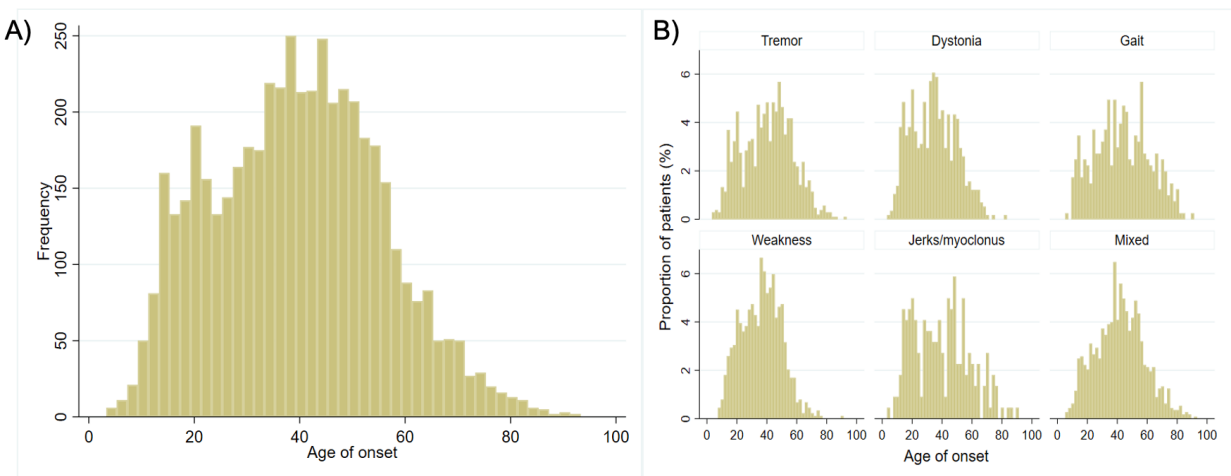 A)
Frequency
250
200
150
100
50
0
0 20 40 60 80 100
Age of onset
B)
Proportion of patients (%)
Tremor Dystonia Gait
6
4
2
0
Weakness Jerks/myoclonus Mixed
6
4
2
0
0 20 40 60 80 100 0 20 40 60 80 100 0 20 40 60 80 100
Age of onset